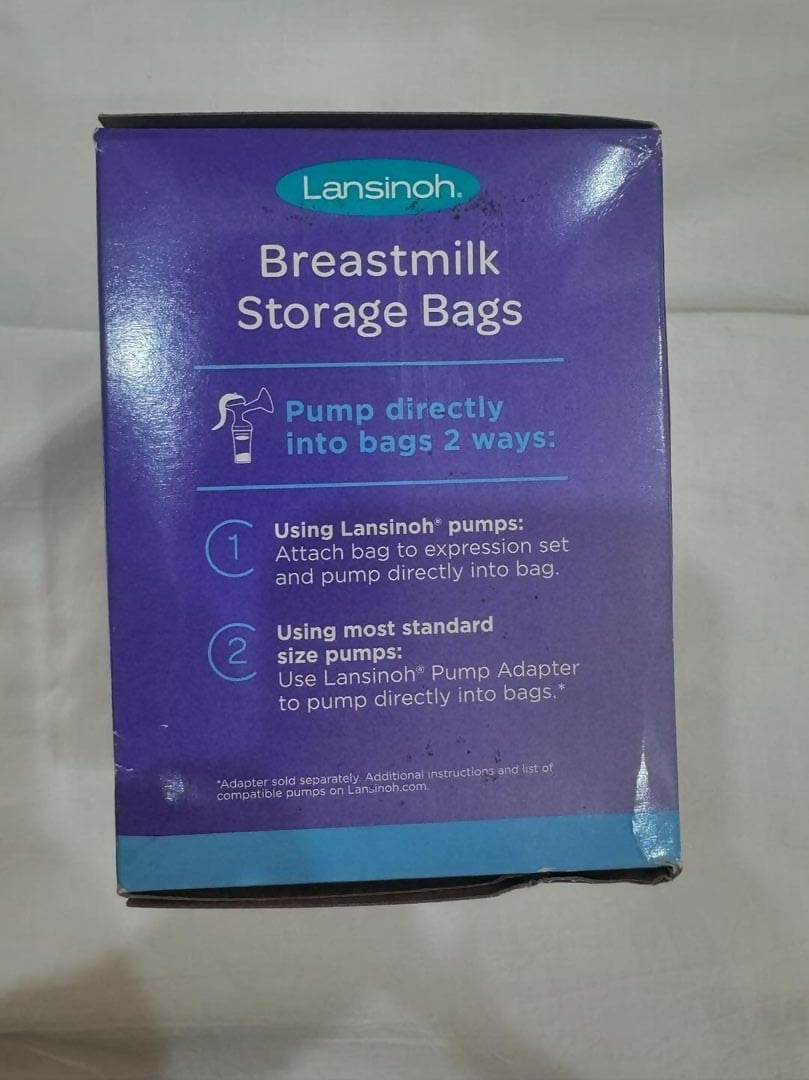 Lansinoh®
Breastmilk
Storage Bags
Pump directly
into bags 2 ways:
1
Using Lansinoh® pumps:
Attach bag to expression set
and pump directly into bag.
2
Using most standard
size pumps:
Use Lansinoh® Pump Adapter
to pump directly into bags.*
*Adapter sold separately. Additional instructions and list of
compatible pumps on Lansinoh.com.